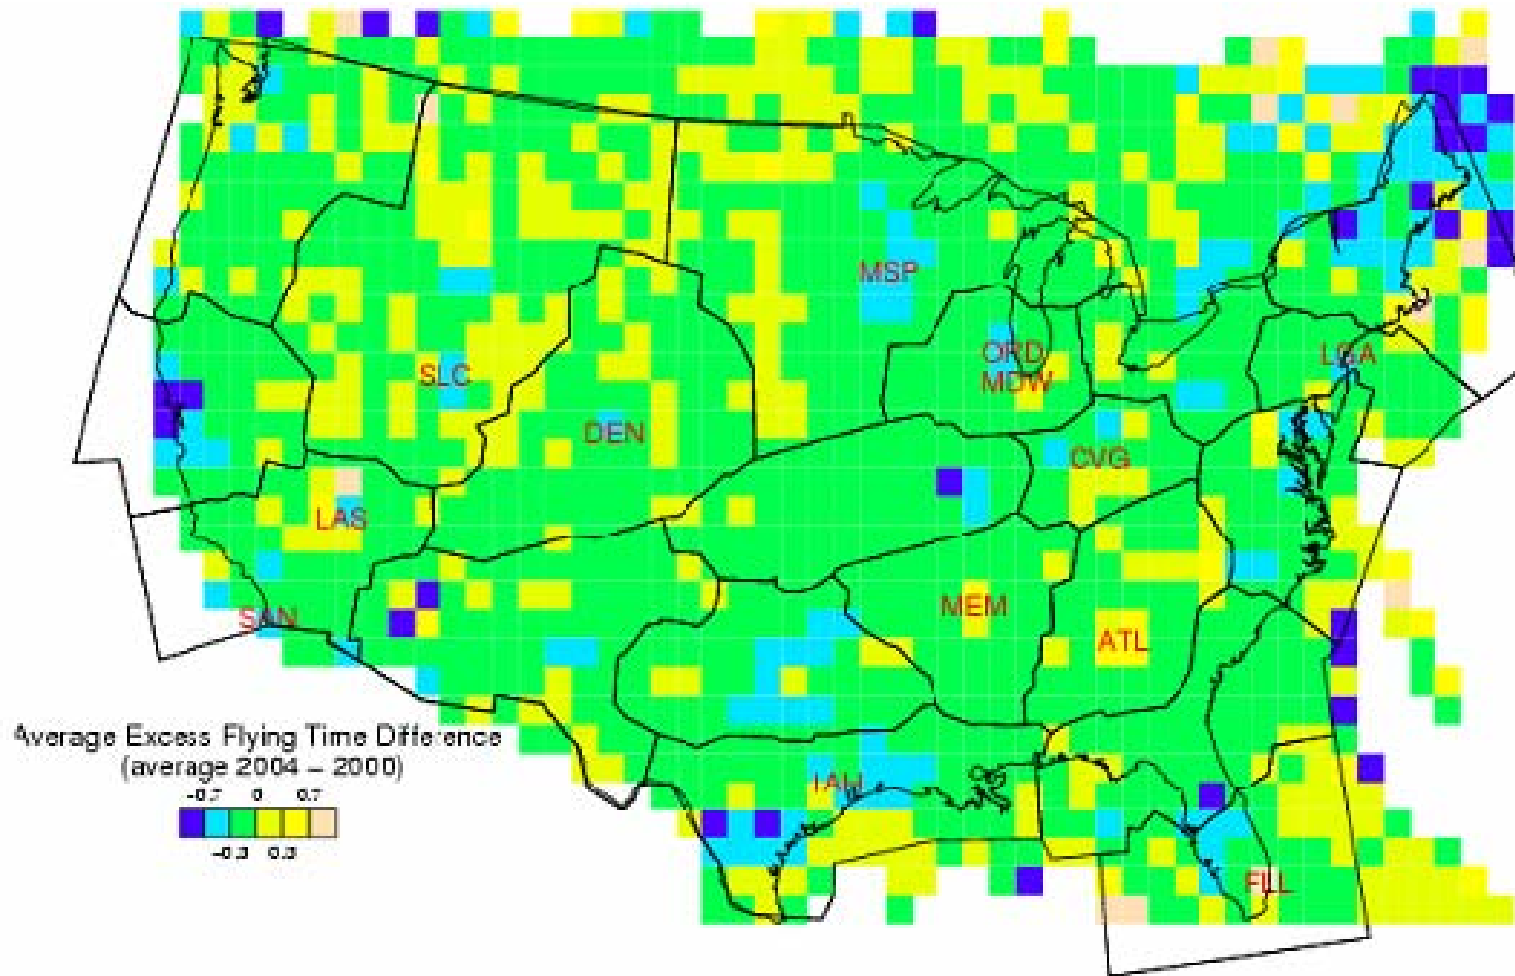 MSP
ORD
MDW
LGA
SLC
DEN
CVG
LAS
SAN
MEM
ATL
Average Excess Flying Time Difference
(average 2004 – 2000)
-0.7 0 0.7
-0.3 0.3
IAH
FLL